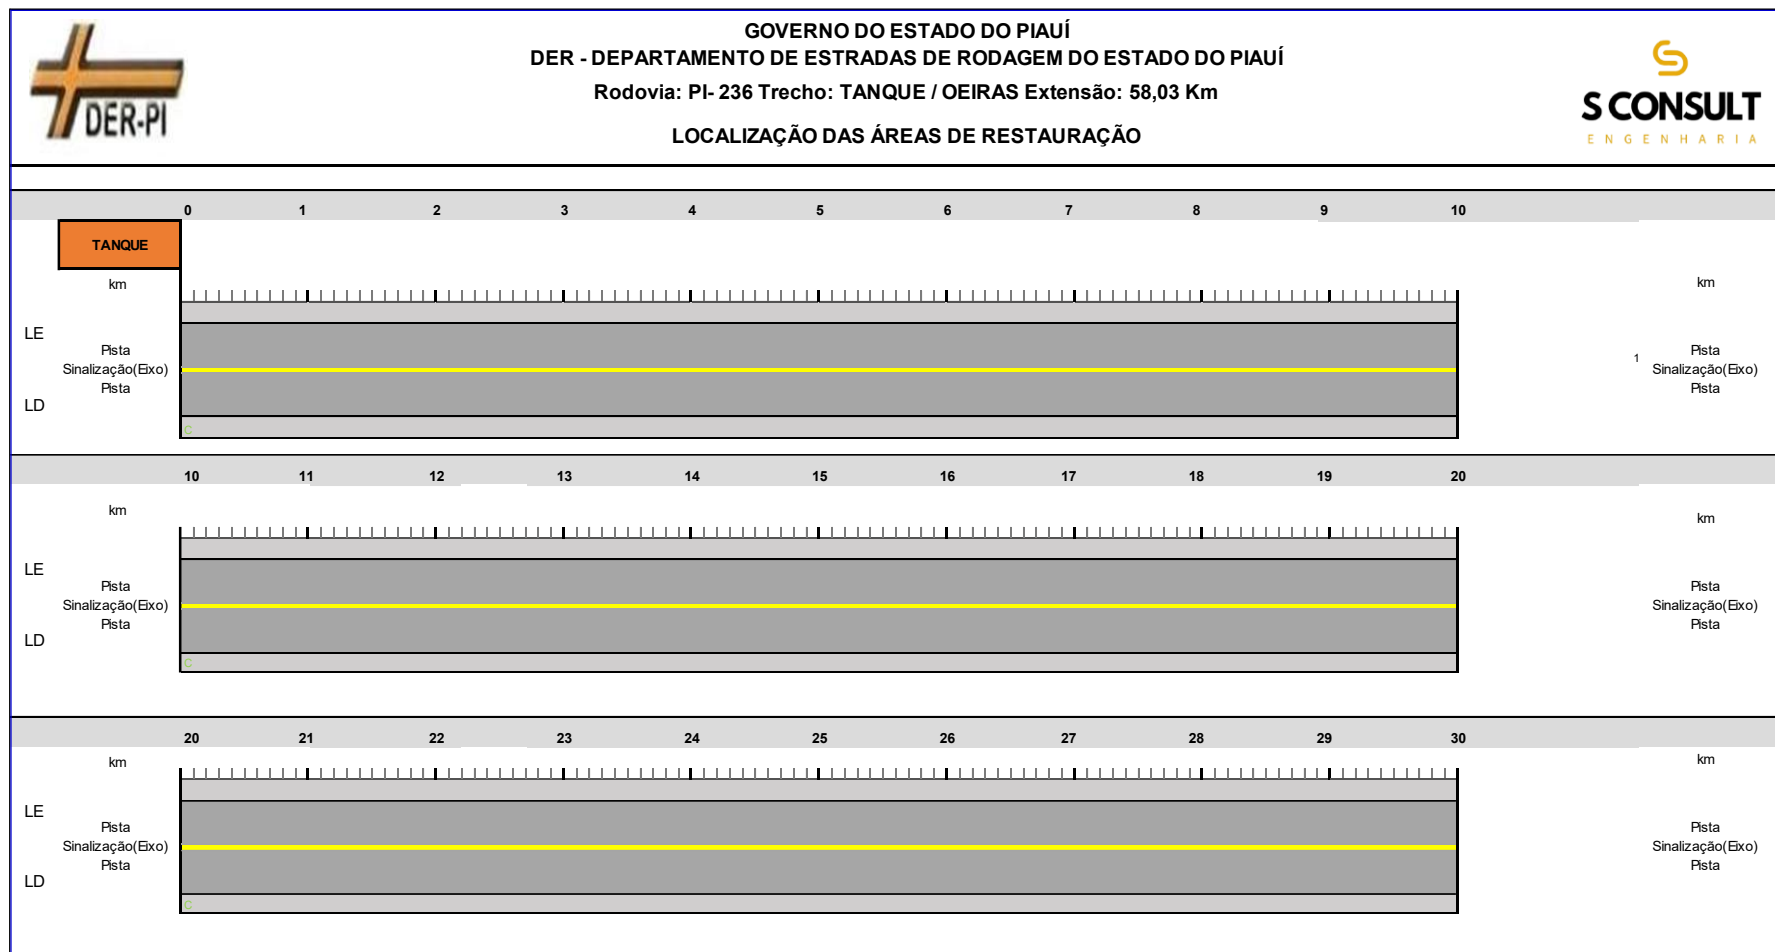 GOVERNO DO ESTADO DO PIAUÍ
DER - DEPARTAMENTO DE ESTRADAS DE RODAGEM DO ESTADO DO PIAUÍ
Rodovia: PI- 236 Trecho: TANQUE / OEIRAS Extensão: 58,03 Km
LOCALIZAÇÃO DAS ÁREAS DE RESTAURAÇÃO
DER-PI
S CONSULT
ENGENHARIA
0 1 2 3 4 5 6 7 8 9 10
TANQUE
km km
LE
Pista Pista
Sinalização(Eixo) 1 Sinalização(Eixo)
Pista Pista
LD
C
10 11 12 13 14 15 16 17 18 19 20
km km
LE
Pista Pista
Sinalização(Eixo) Sinalização(Eixo)
Pista Pista
LD
C
20 21 22 23 24 25 26 27 28 29 30
km km
LE
Pista Pista
Sinalização(Eixo) Sinalização(Eixo)
Pista Pista
LD
C